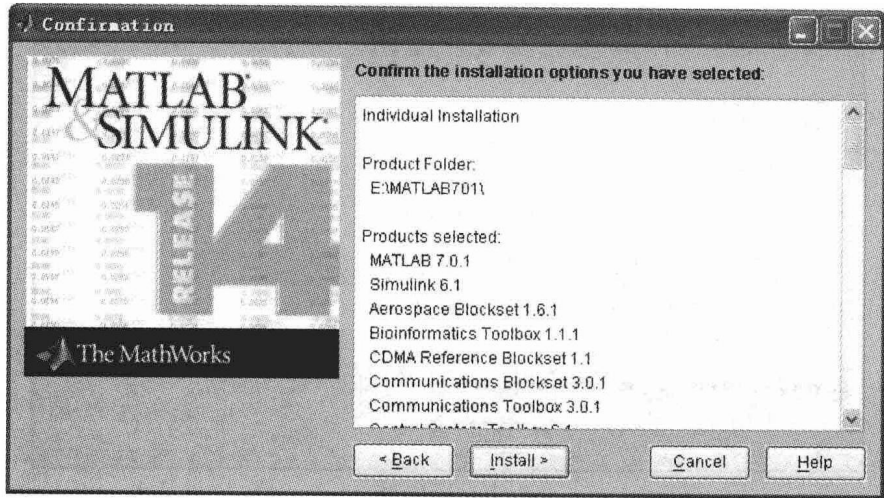 Confirmation
MATLAB®
& SIMULINK®
RELEASE
14
The MathWorks
Confirm the installation options you have selected:
Individual Installation
Product Folder:
E:\MATLAB701\
Products selected:
MATLAB 7.0.1
Simulink 6.1
Aerospace Blockset 1.6.1
Bioinformatics Toolbox 1.1.1
CDMA Reference Blockset 1.1
Communications Blockset 3.0.1
Communications Toolbox 3.0.1
< Back
Install >
Cancel
Help